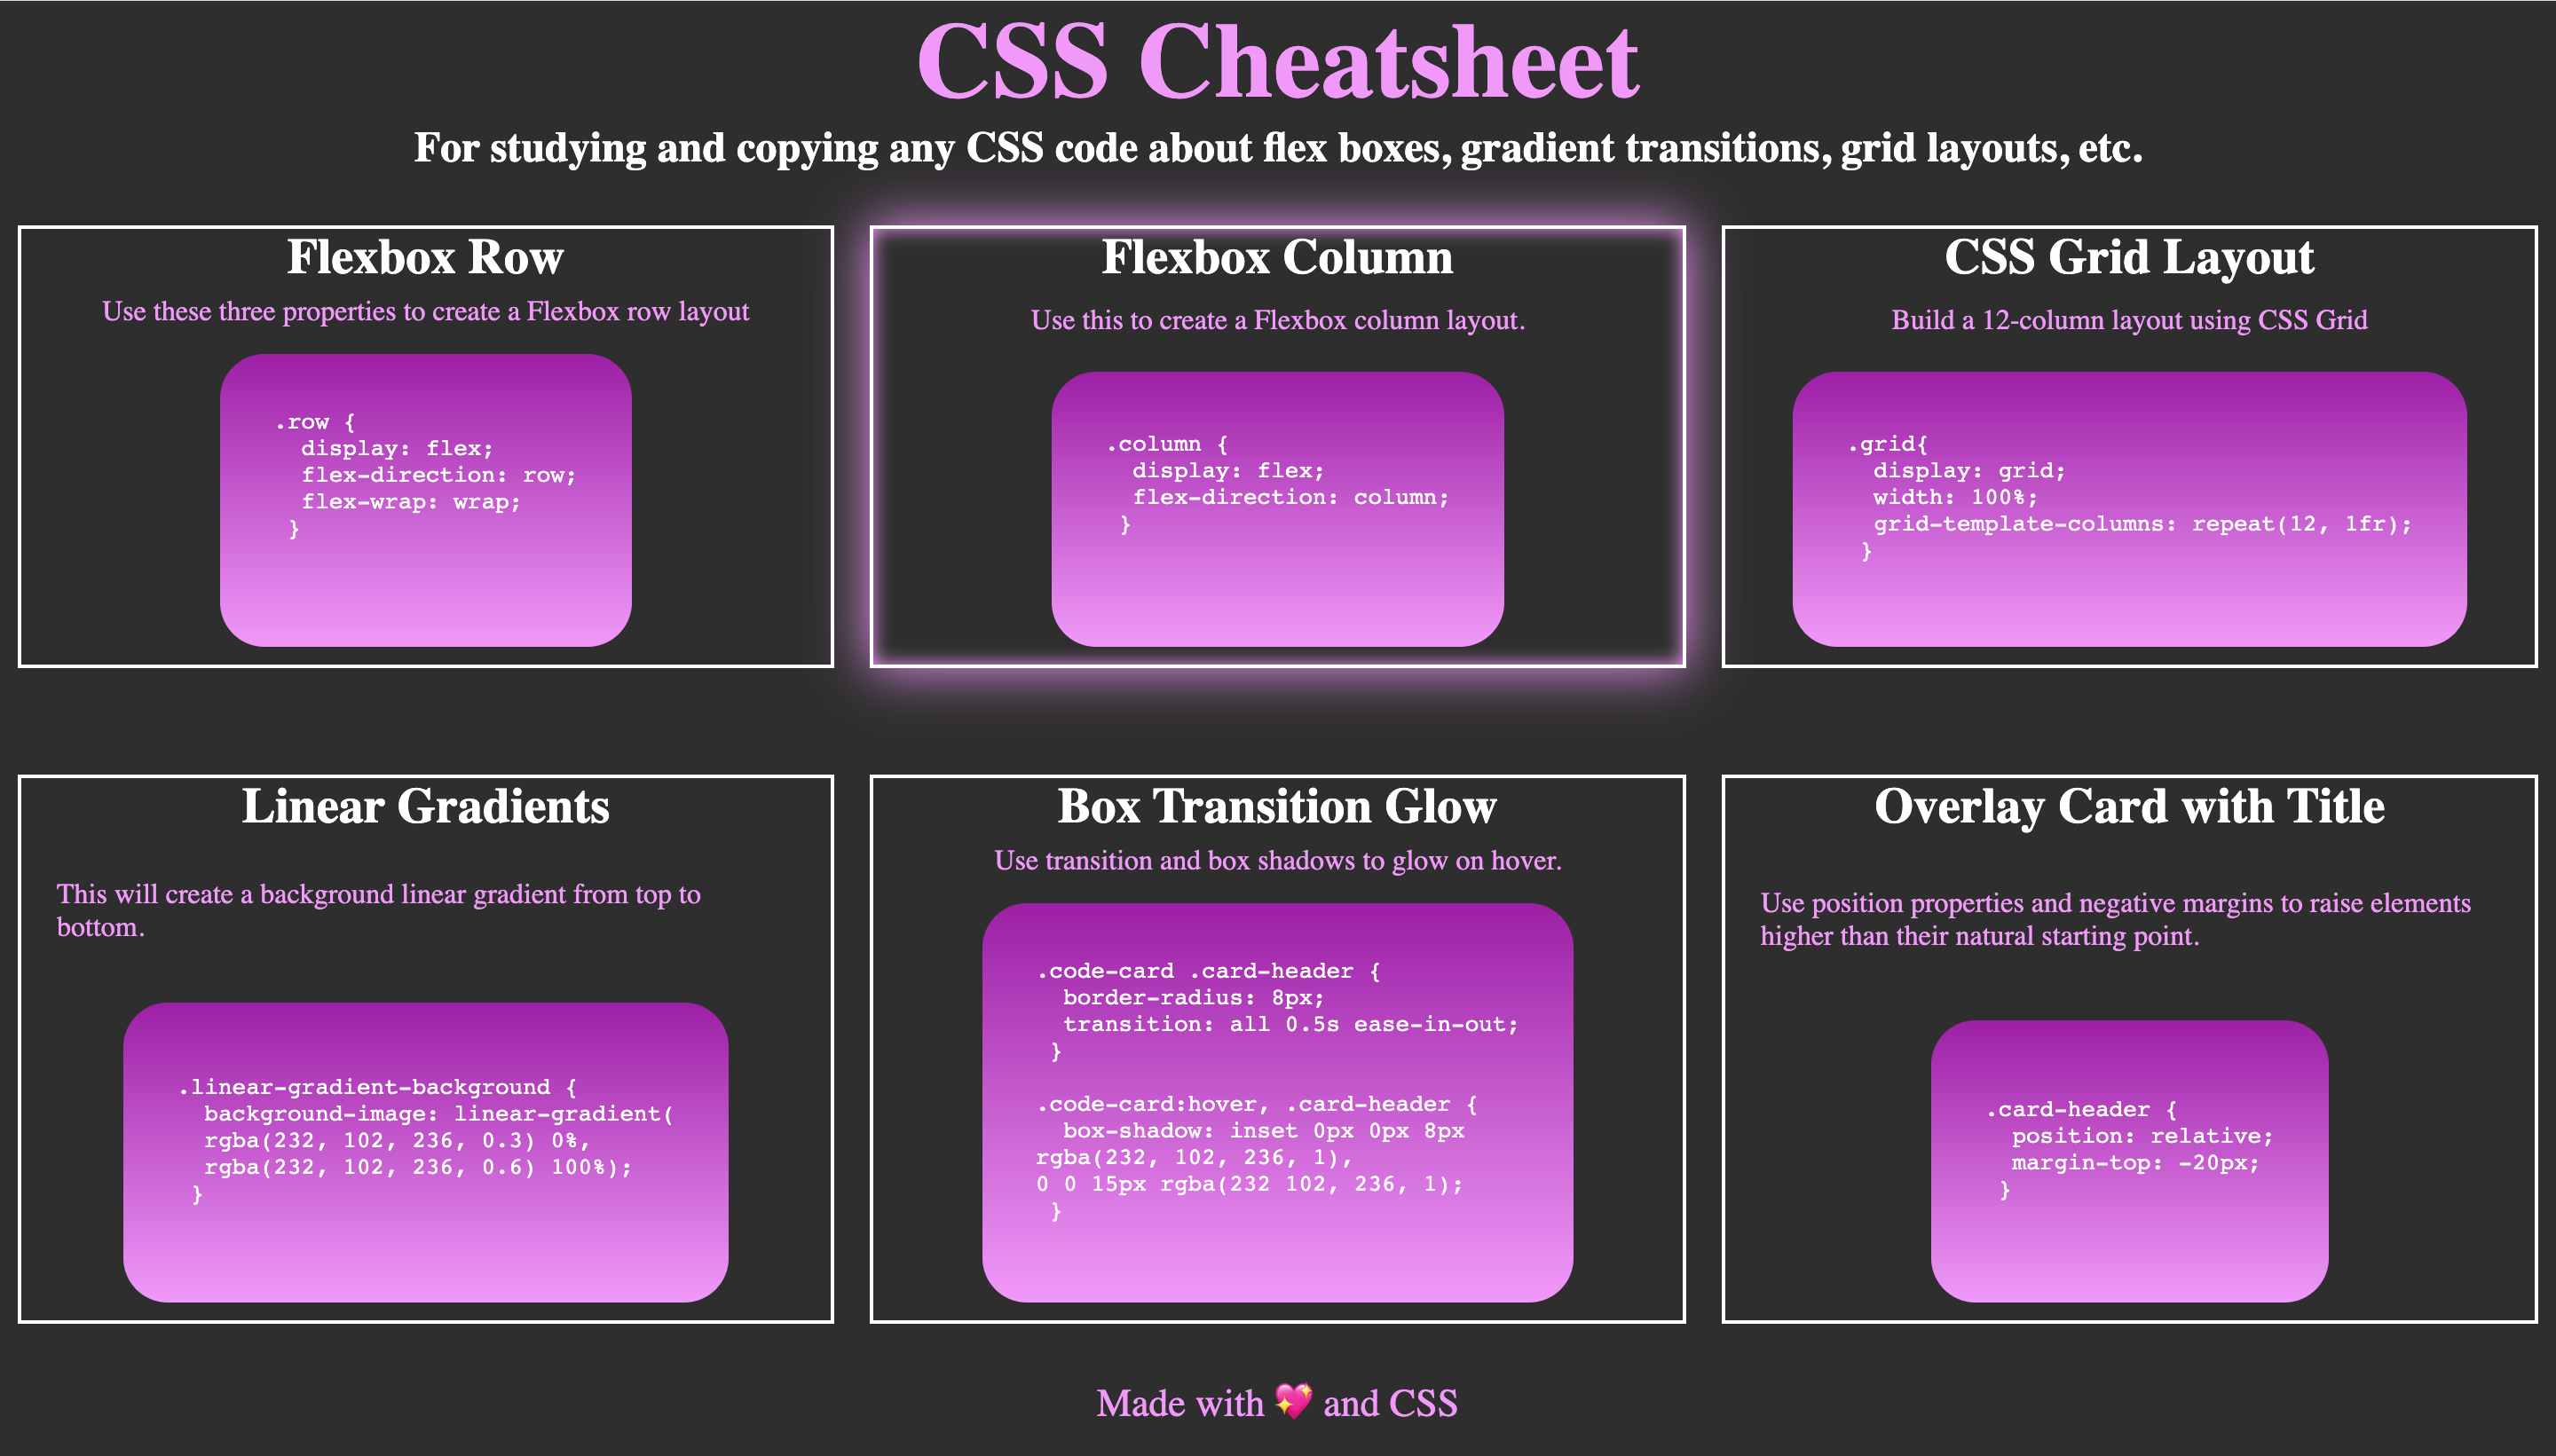 CSS Cheatsheet
For studying and copying any CSS code about flex boxes, gradient transitions, grid layouts, etc.
Flexbox Row
Use these three properties to create a Flexbox row layout
.row {
  display: flex;
  flex-direction: row;
  flex-wrap: wrap;
 }
Flexbox Column
Use this to create a Flexbox column layout.
.column {
  display: flex;
  flex-direction: column;
 }
CSS Grid Layout
Build a 12-column layout using CSS Grid
.grid{
  display: grid;
  width: 100%;
  grid-template-columns: repeat(12, 1fr);
 }
Linear Gradients
This will create a background linear gradient from top to
bottom.
.linear-gradient-background {
  background-image: linear-gradient(
  rgba(232, 102, 236, 0.3) 0%,
  rgba(232, 102, 236, 0.6) 100%);
 }
Box Transition Glow
Use transition and box shadows to glow on hover.
.code-card .card-header {
  border-radius: 8px;
  transition: all 0.5s ease-in-out;
 }
.code-card:hover, .card-header {
  box-shadow: inset 0px 0px 8px
rgba(232, 102, 236, 1),
0 0 15px rgba(232 102, 236, 1);
 }
Overlay Card with Title
Use position properties and negative margins to raise elements
higher than their natural starting point.
.card-header {
  position: relative;
  margin-top: -20px;
 }
Made with 💖 and CSS